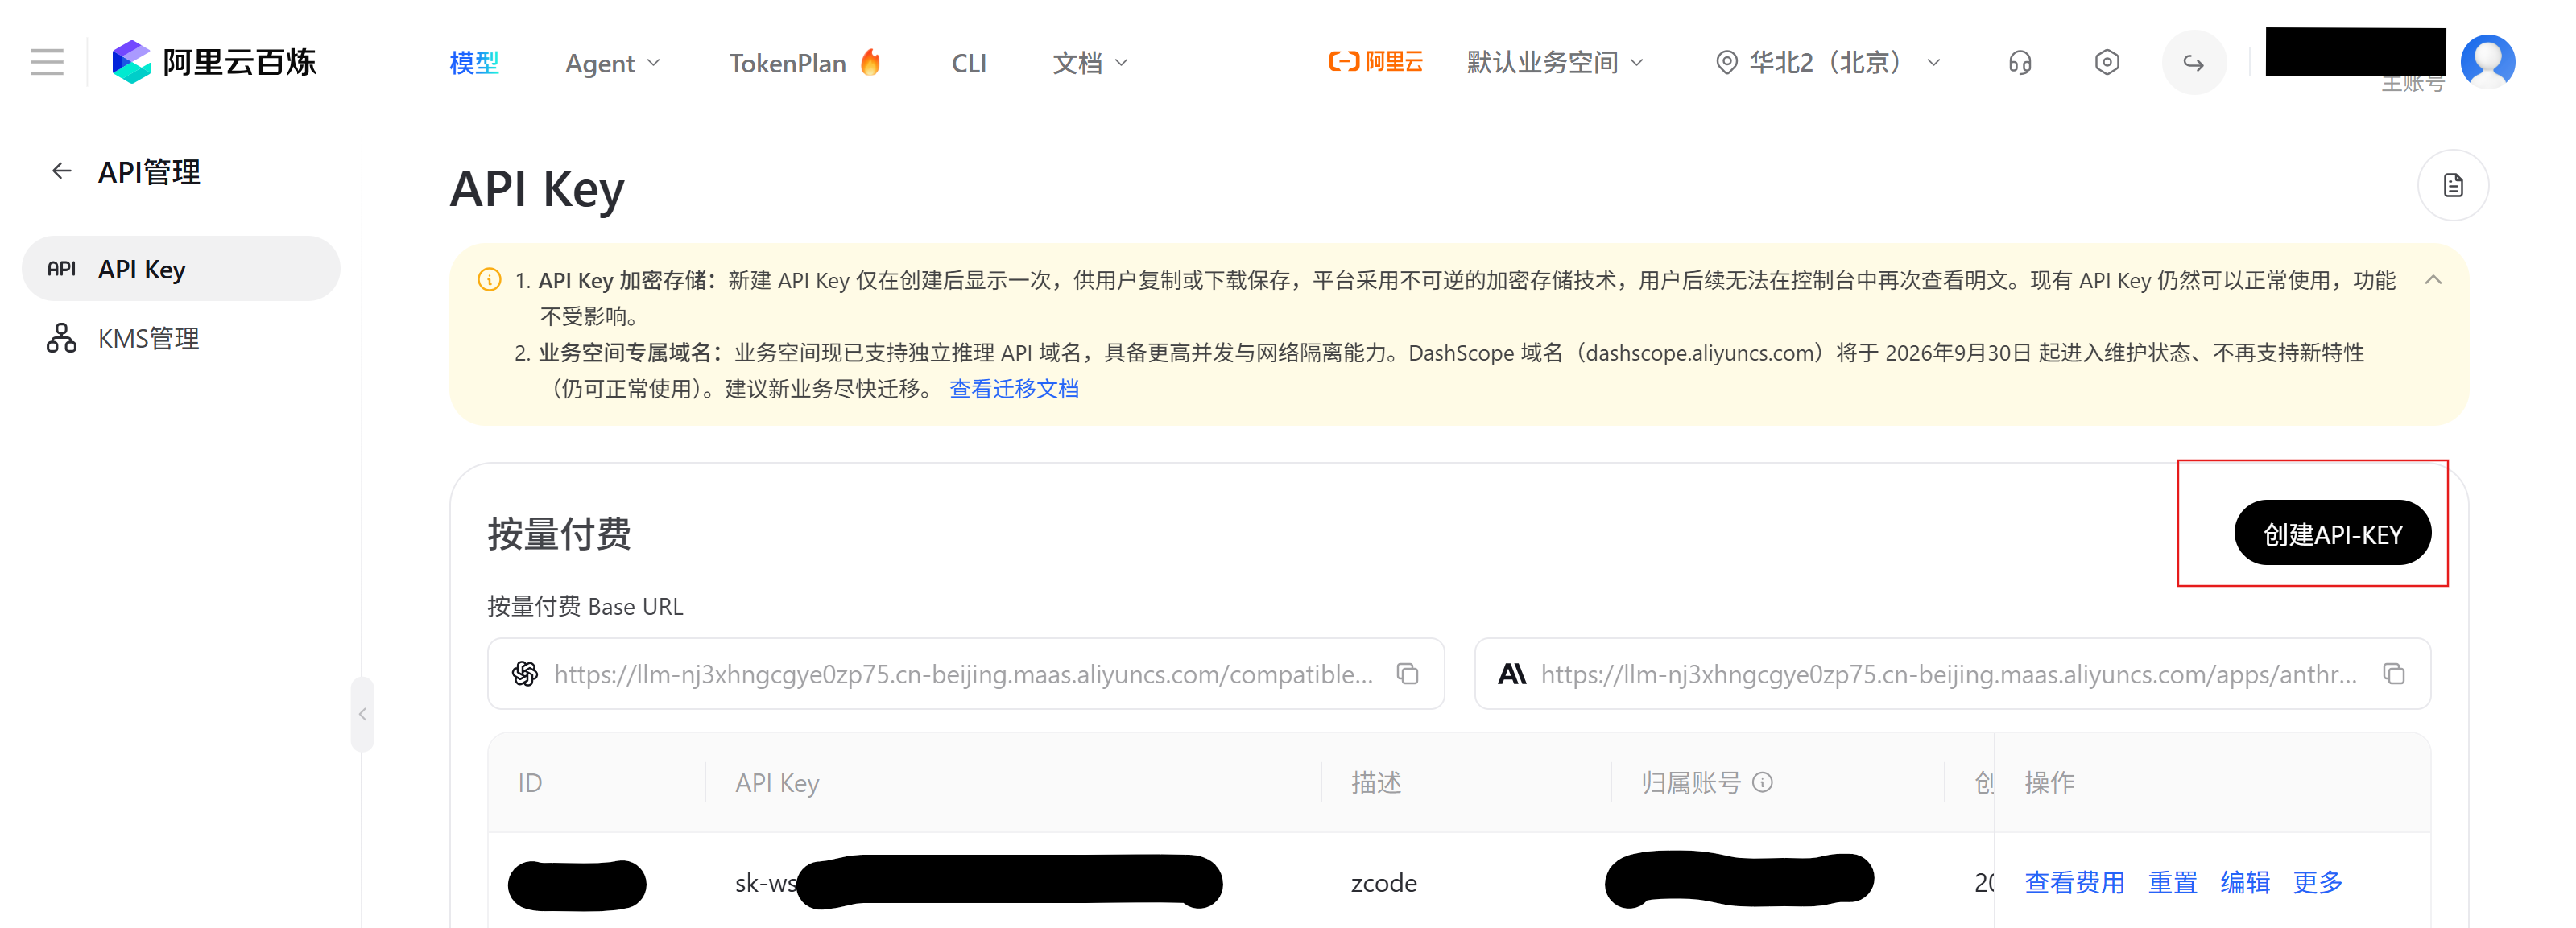 阿里云百炼
模型 Agent TokenPlan CLI 文档 阿里云 默认业务空间 华北2（北京）
主账号
API管理
API API Key
KMS管理
API Key
1. API Key 加密存储：新建 API Key 仅在创建后显示一次，供用户复制或下载保存，平台采用不可逆的加密存储技术，用户后续无法在控制台中再次查看明文。现有 API Key 仍然可以正常使用，功能
不受影响。
2. 业务空间专属域名：业务空间现已支持独立推理 API 域名，具备更高并发与网络隔离能力。DashScope 域名（dashscope.aliyuncs.com）将于 2026年9月30日 起进入维护状态、不再支持新特性
（仍可正常使用）。建议新业务尽快迁移。 查看迁移文档
按量付费
创建API-KEY
按量付费 Base URL
https://llm-nj3xhngcgye0zp75.cn-beijing.maas.aliyuncs.com/compatible...
https://llm-nj3xhngcgye0zp75.cn-beijing.maas.aliyuncs.com/apps/anthr...
ID API Key 描述 归属账号 创 操作
sk-ws zcode 20 查看费用 重置 编辑 更多